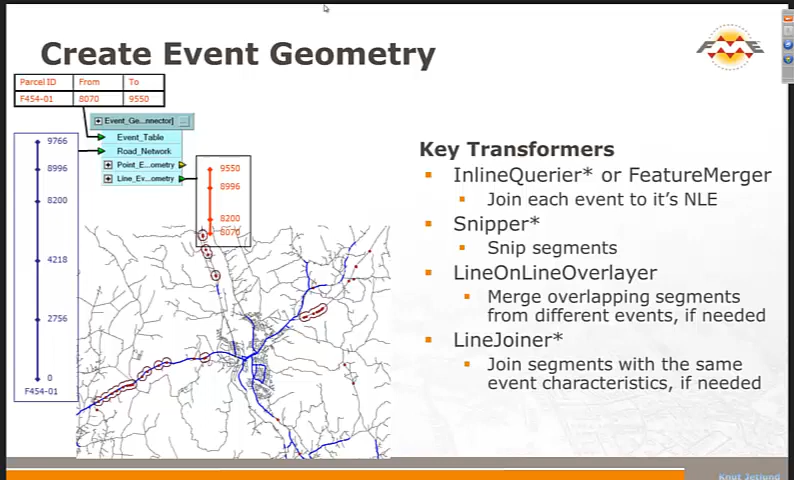 Create Event Geometry
FME
Parcel ID From To
F454-01 8070 9550
Event_Ge...nnector]
Event_Table
Road_Network
Point_E...ometry
Line_Ev...ometry
9766
8996
8200
4218
2756
0
F454-01
9550
8996
8200
8070
Key Transformers
InlineQuerier* or FeatureMerger
Join each event to it's NLE
Snipper*
Snip segments
LineOnLineOverlayer
Merge overlapping segments
from different events, if needed
LineJoiner*
Join segments with the same
event characteristics, if needed
Knut Jetlund